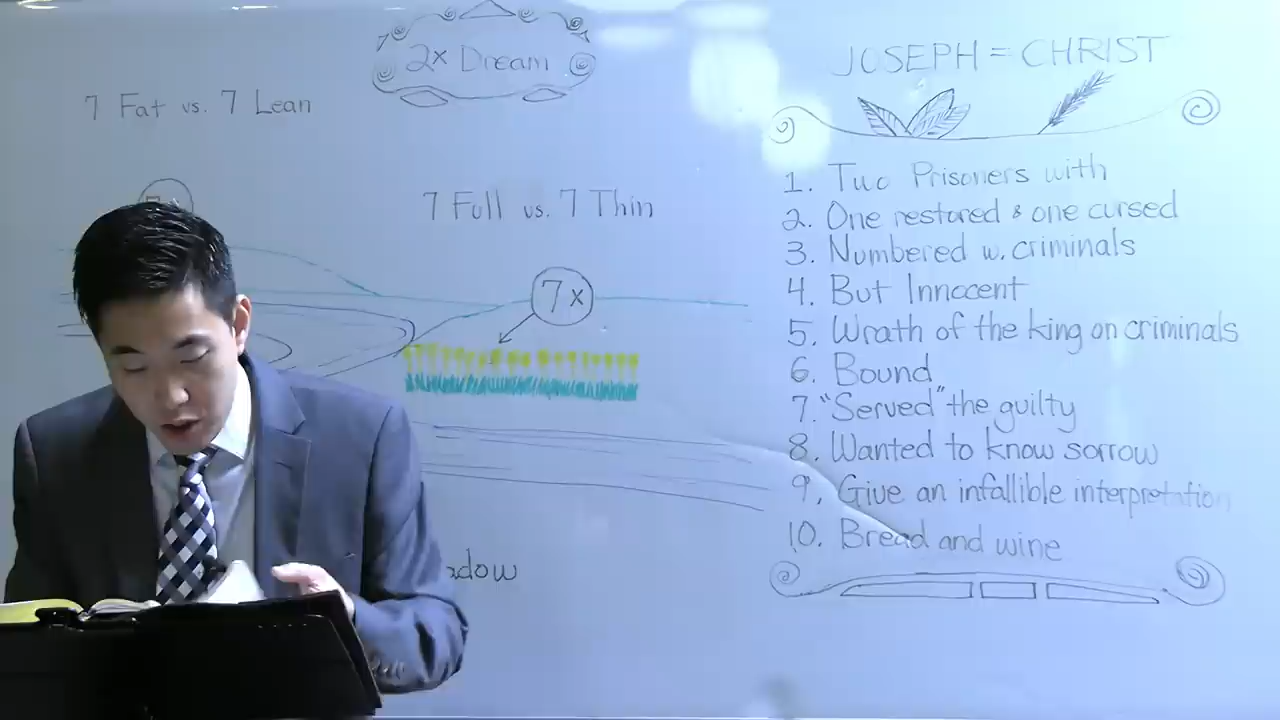 2x Dream
7 Fat vs. 7 Lean
7 Full vs. 7 Thin
7x
JOSEPH = CHRIST
1. Two Prisoners with
2. One restored & one cursed
3. Numbered w. criminals
4. But Innocent
5. Wrath of the king on criminals
6. Bound
7. "Served" the guilty
8. Wanted to know sorrow
9. Give an infallible interpretation
10. Bread and wine
adow